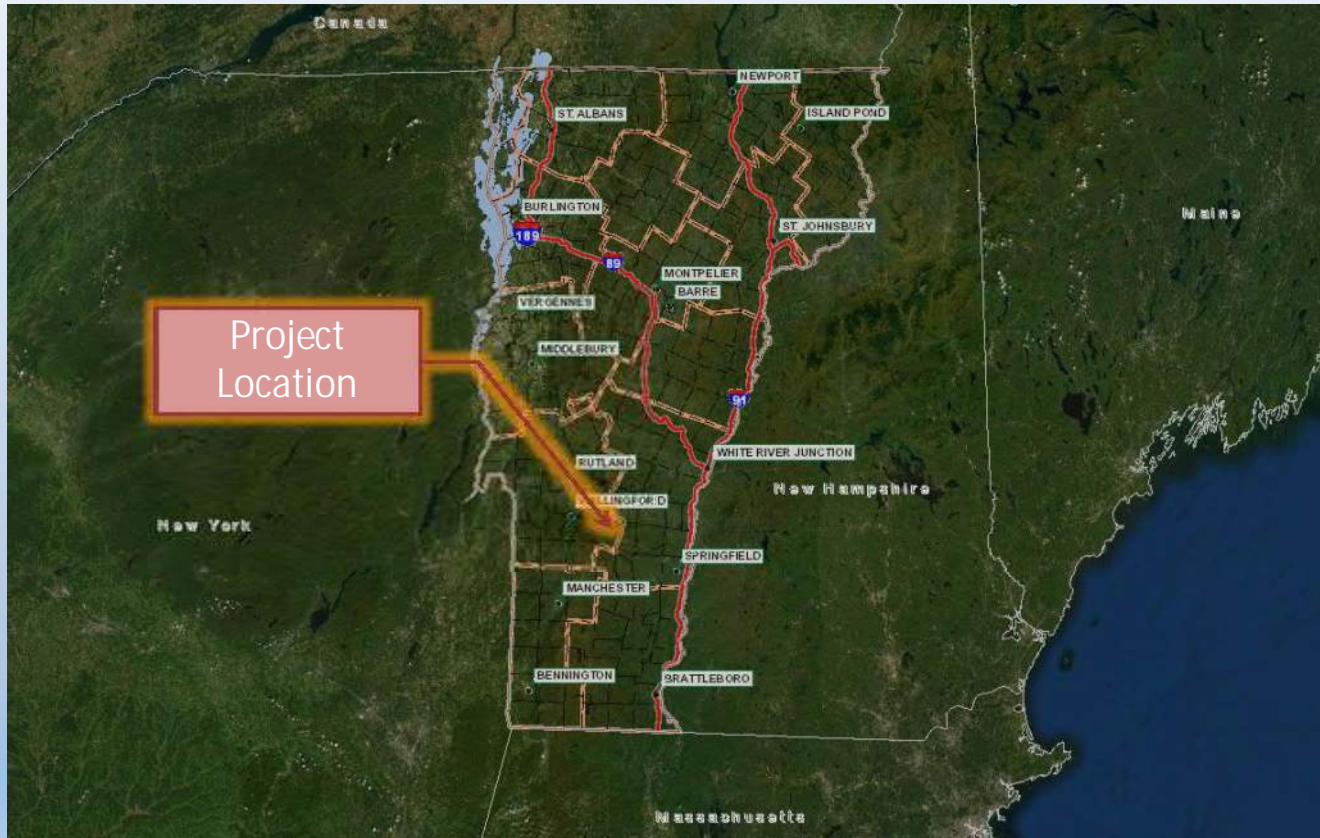 Canada
NEWPORT
ST. ALBANS
ISLAND POND
Maine
BURLINGTON
ST. JOHNSBURY
189
89
MONTPELIER
BARRE
VERGENNES
Project
Location
MIDDLEBURY
91
WHITE RIVER JUNCTION
RUTLAND
New Hampshire
New York
SPRINGFIELD
MANCHESTER
BENNINGTON
BRATTLEBORO
Massachusetts